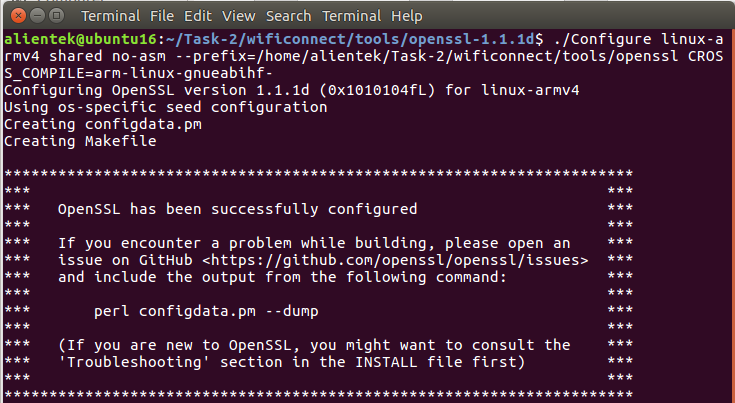 Terminal File Edit View Search Terminal Help
alientek@ubuntu16:~/Task-2/wificonnect/tools/openssl-1.1.1d$ ./Configure linux-a
rmv4 shared no-asm --prefix=/home/alientek/Task-2/wificonnect/tools/openssl CROS
S_COMPILE=arm-linux-gnueabihf-
Configuring OpenSSL version 1.1.1d (0x1010104fL) for linux-armv4
Using os-specific seed configuration
Creating configdata.pm
Creating Makefile

**********************************************************************
***                                                                ***
***   OpenSSL has been successfully configured                     ***
***                                                                ***
***   If you encounter a problem while building, please open an    ***
***   issue on GitHub <https://github.com/openssl/openssl/issues>  ***
***   and include the output from the following command:           ***
***                                                                ***
***       perl configdata.pm --dump                                ***
***                                                                ***
***   (If you are new to OpenSSL, you might want to consult the    ***
***   'Troubleshooting' section in the INSTALL file first)         ***
***                                                                ***
**********************************************************************